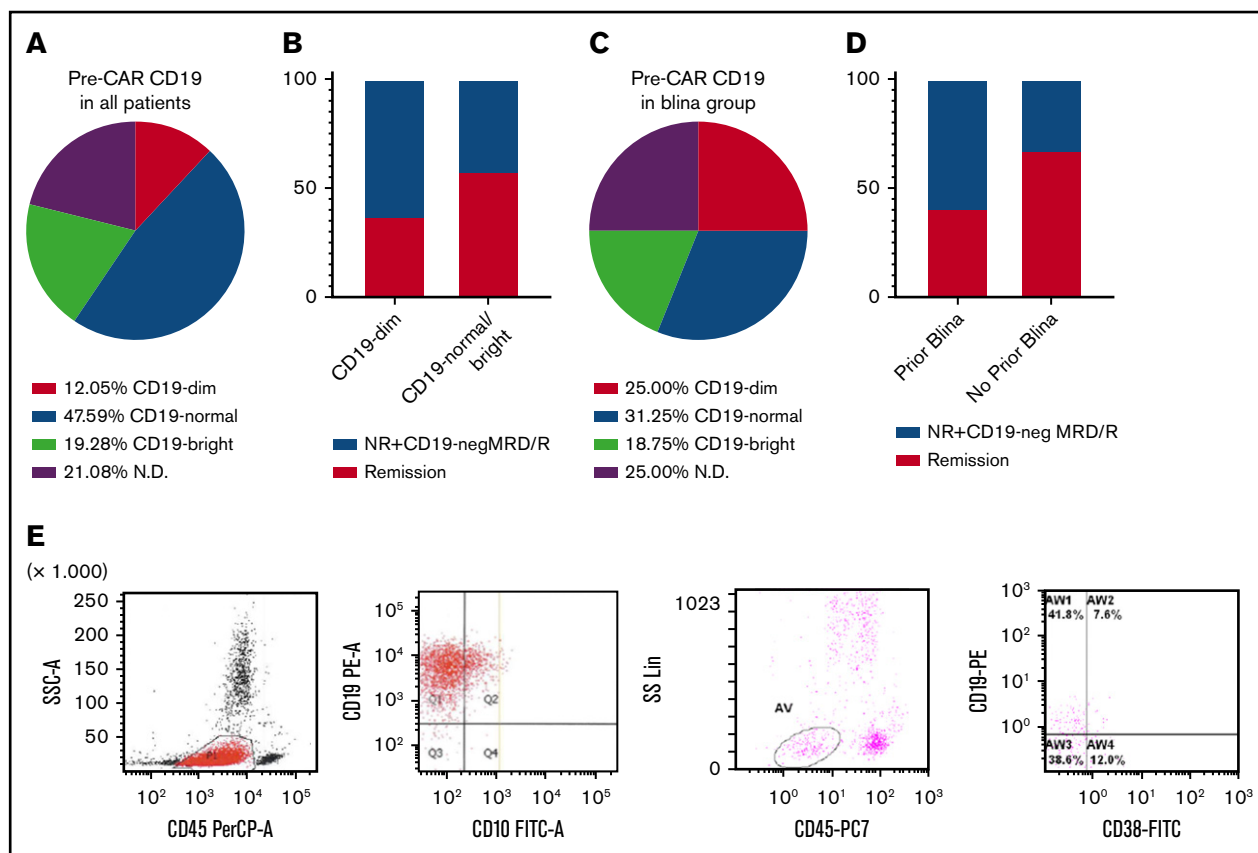 A
Pre-CAR CD19
in all patients
12.05% CD19-dim
47.59% CD19-normal
19.28% CD19-bright
21.08% N.D.
B
100
50
0
CD19-dim
CD19-normal/
bright
NR+CD19-negMRD/R
Remission
C
Pre-CAR CD19
in blina group
25.00% CD19-dim
31.25% CD19-normal
18.75% CD19-bright
25.00% N.D.
D
100
50
0
Prior Blina
No Prior Blina
NR+CD19-neg MRD/R
Remission
E
(× 1.000)
250
200
150
100
50
SSC-A
10² 10³ 10⁴ 10⁵
CD45 PerCP-A
10⁵
10⁴
10³
10²
CD19 PE-A
Q1 Q2
Q3 Q4
10² 10³ 10⁴ 10⁵
CD10 FITC-A
1023
0
SS Lin
AV
10⁰ 10¹ 10² 10³
CD45-PC7
10³
10²
10¹
10⁰
CD19-PE
AW1 AW2
41.8% 7.6%
AW3 AW4
38.6% 12.0%
10⁰ 10¹ 10² 10³
CD38-FITC